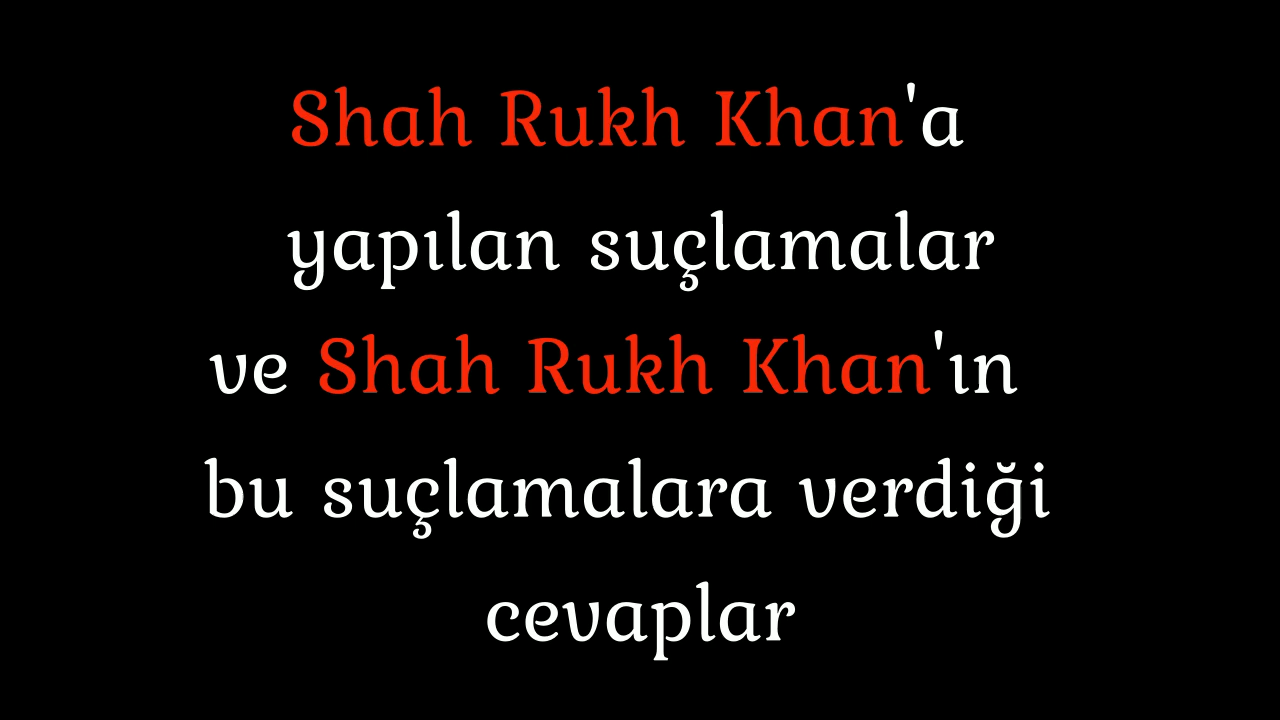 Shah Rukh Khan'a
yapılan suçlamalar
ve Shah Rukh Khan'ın
bu suçlamalara verdiği
cevaplar